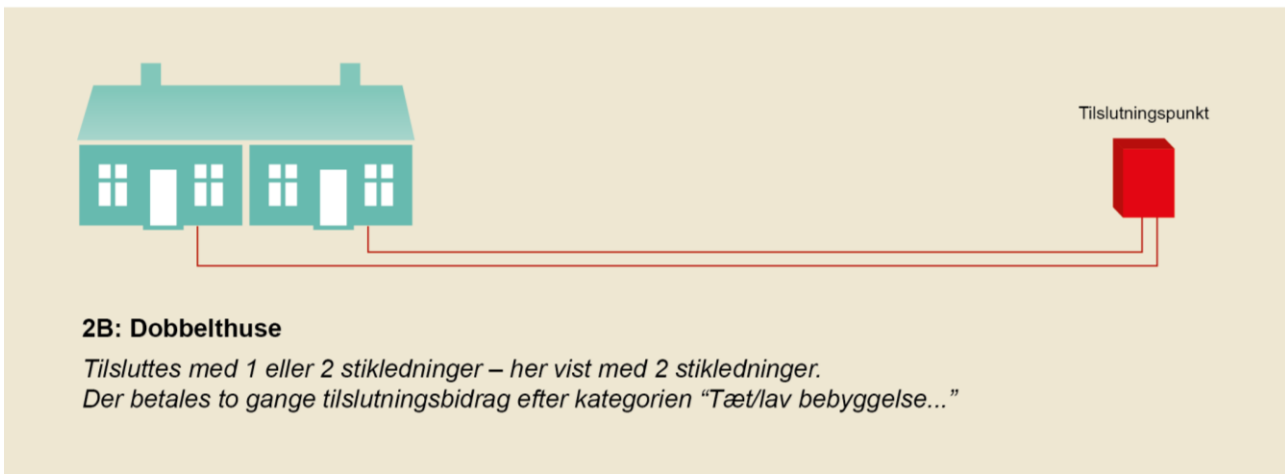 Tilslutningspunkt
2B: Dobbelthuse
Tilsluttes med 1 eller 2 stikledninger – her vist med 2 stikledninger.
Der betales to gange tilslutningsbidrag efter kategorien “Tæt/lav bebyggelse...”